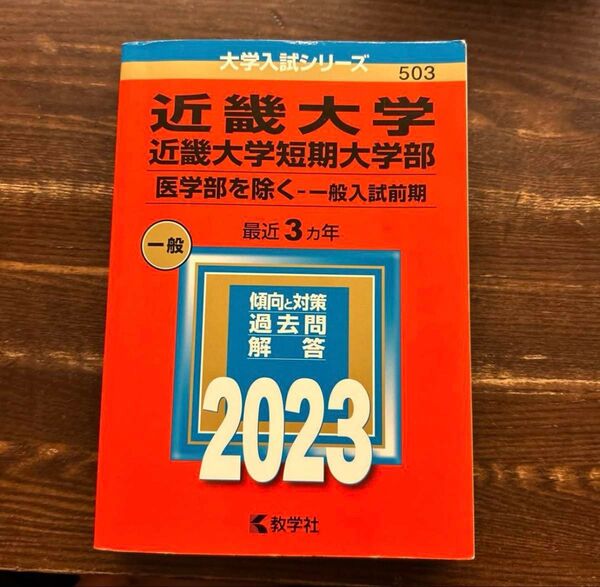 大学入試シリーズ
503
近畿大学
近畿大学短期大学部
医学部を除く-一般入試前期
最近3カ年
一般
傾向と対策
過去問
解答
2023
K教学社